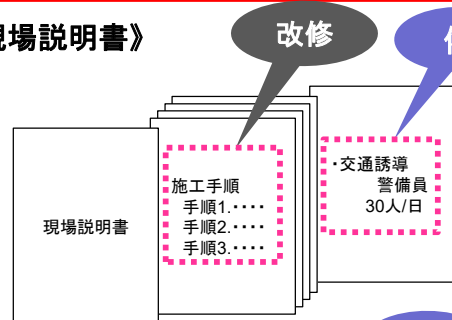 場説明書》
改修
現場説明書
施工手順
手順1.‥‥
手順2.‥‥
手順3.‥‥
・交通誘導
警備員
30人/日